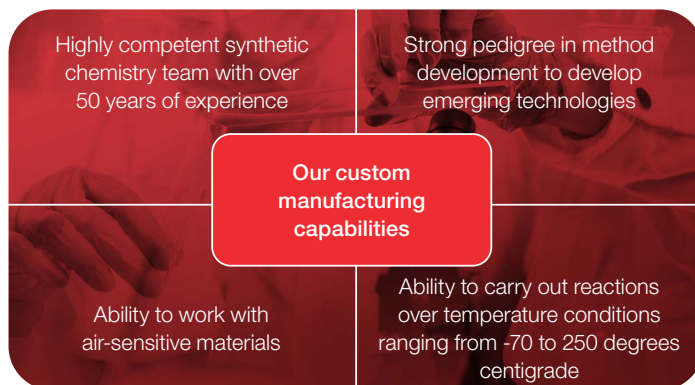 Highly competent synthetic
chemistry team with over
50 years of experience
Strong pedigree in method
development to develop
emerging technologies
Our custom
manufacturing
capabilities
Ability to work with
air-sensitive materials
Ability to carry out reactions
over temperature conditions
ranging from -70 to 250 degrees
centigrade